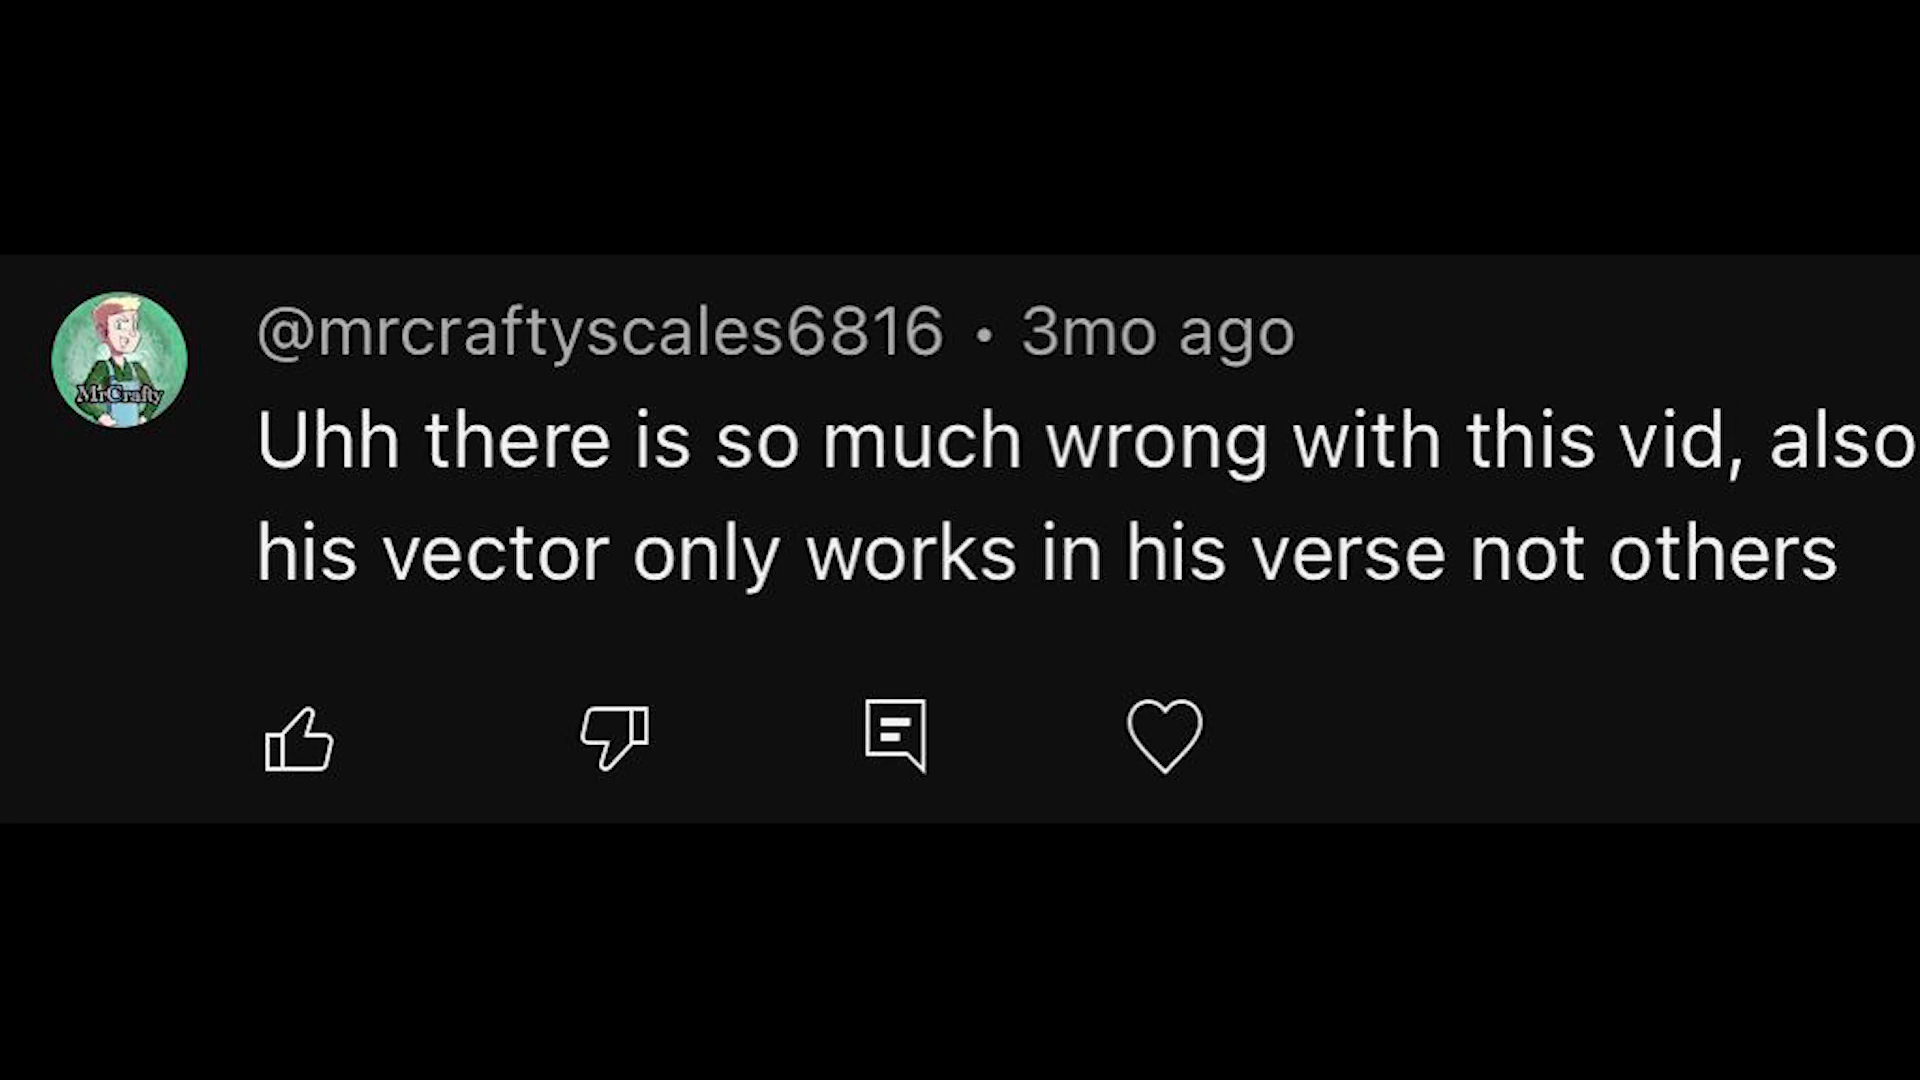 MrCrafty
@mrcraftyscales6816 • 3mo ago
Uhh there is so much wrong with this vid, also
his vector only works in his verse not others